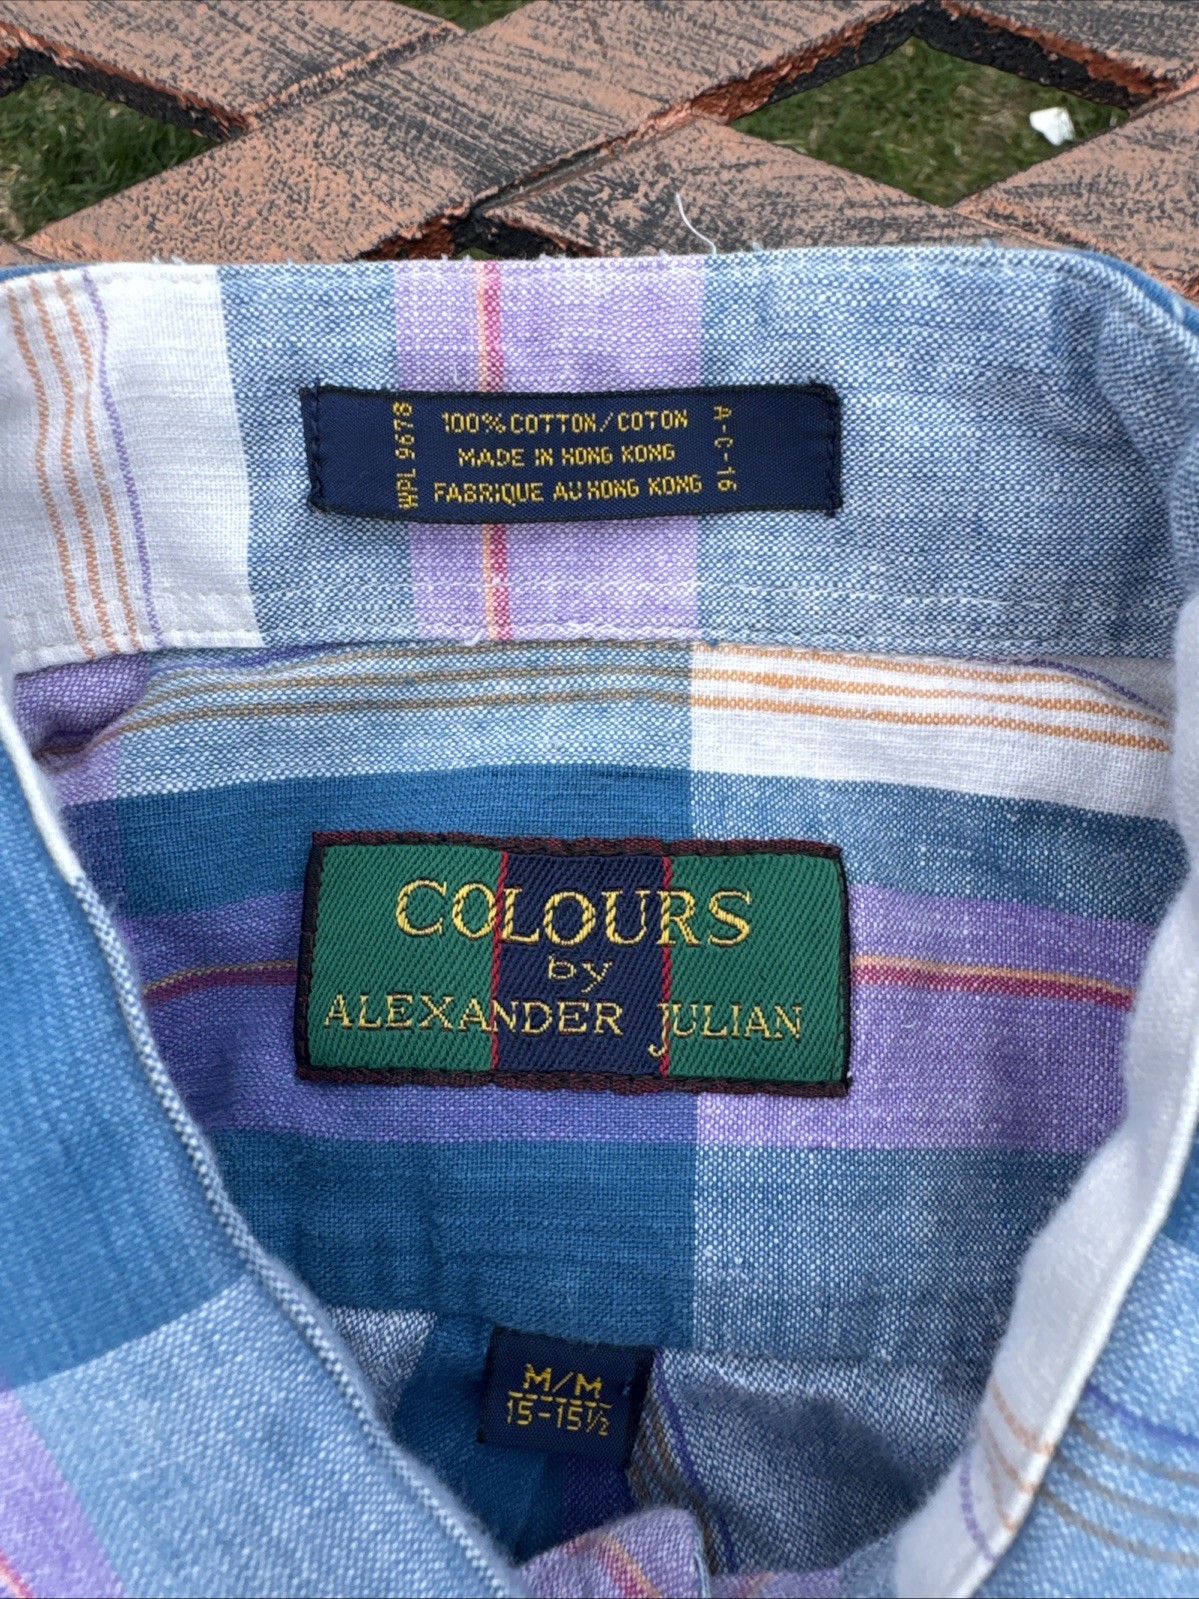 WPL 9678
100% COTTON/COTON
MADE IN HONG KONG
FABRIQUE AU HONG KONG
A-C-16
COLOURS
by
ALEXANDER JULIAN
M/M
15-15½